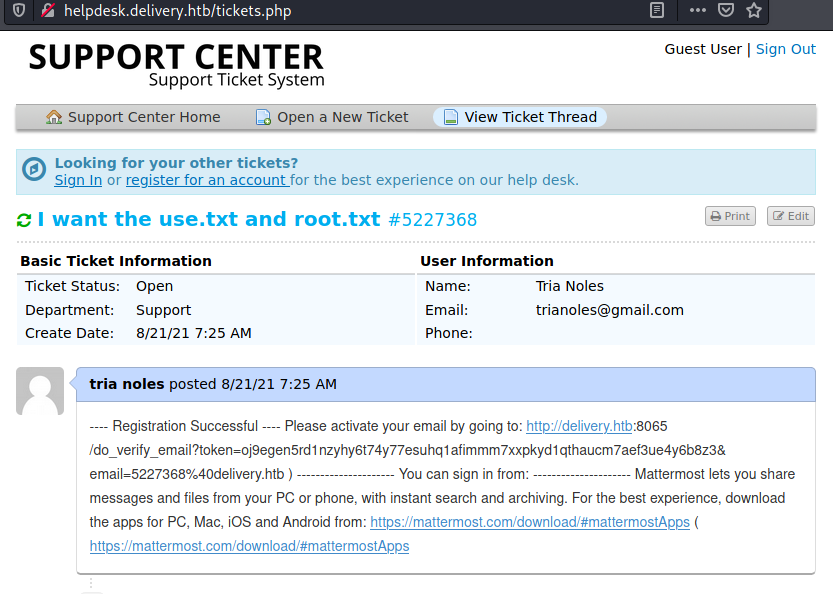 helpdesk.delivery.htb/tickets.php
SUPPORT CENTER
Support Ticket System
Guest User | Sign Out
Support Center Home
Open a New Ticket
View Ticket Thread
Looking for your other tickets?
Sign In or register for an account for the best experience on our help desk.
I want the use.txt and root.txt #5227368
Print
Edit
Basic Ticket Information
Ticket Status: Open
Department: Support
Create Date: 8/21/21 7:25 AM
User Information
Name: Tria Noles
Email: trianoles@gmail.com
Phone:
tria noles posted 8/21/21 7:25 AM
---- Registration Successful ---- Please activate your email by going to: http://delivery.htb:8065
/do_verify_email?token=oj9egen5rd1nzyhy6t74y77esuhq1afimmm7xxpkyd1qthaucm7aef3ue4y6b8z3&
email=5227368%40delivery.htb ) --------------------- You can sign in from: --------------------- Mattermost lets you share
messages and files from your PC or phone, with instant search and archiving. For the best experience, download
the apps for PC, Mac, iOS and Android from: https://mattermost.com/download/#mattermostApps (
https://mattermost.com/download/#mattermostApps